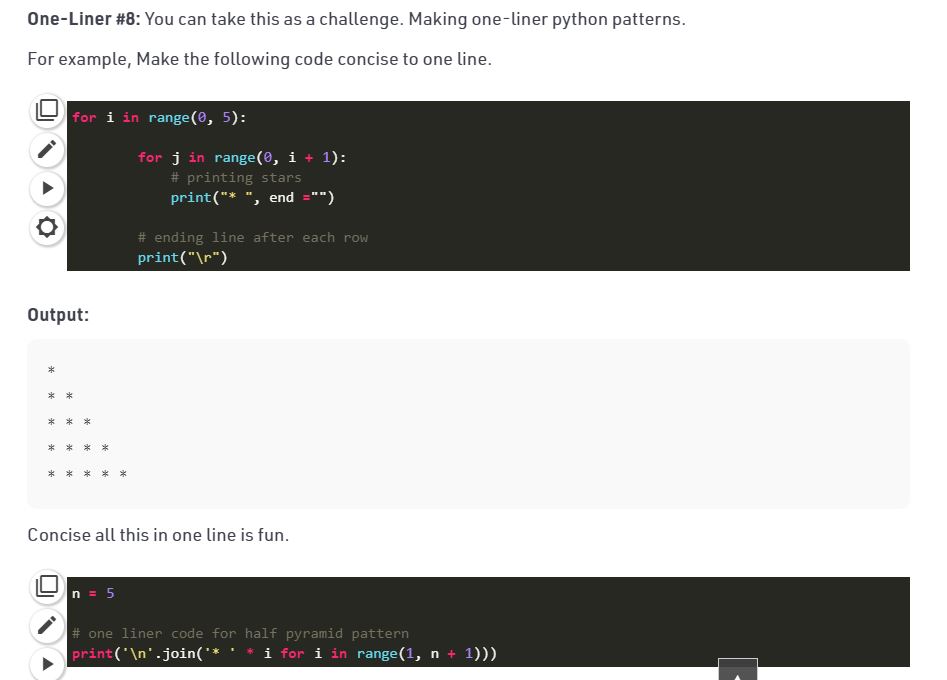 One-Liner #8: You can take this as a challenge. Making one-liner python patterns.
For example, Make the following code concise to one line.
for i in range(0, 5):
for j in range(0, i + 1):
# printing stars
print("* ", end ="")
# ending line after each row
print("\r")
Output:
*
* *
* * *
* * * *
* * * * *
Concise all this in one line is fun.
n = 5
# one liner code for half pyramid pattern
print('\n'.join('* ' * i for i in range(1, n + 1)))